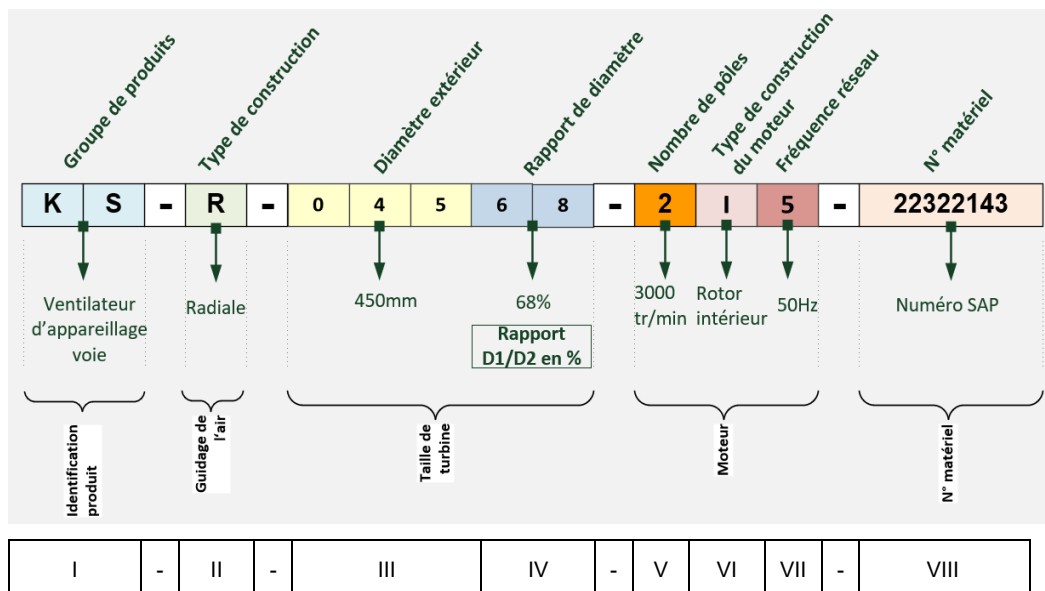 Groupe de produits
Type de construction
Diamètre extérieur
Rapport de diamètre
Nombre de pôles
Type de construction
du moteur
Fréquence réseau
N° matériel
K S - R - 0 4 5 6 8 - 2 I 5 - 22322143
Ventilateur
d’appareillage
voie
Radiale
450mm
68%
Rapport
D1/D2 en %
3000
tr/min
Rotor
intérieur
50Hz
Numéro SAP
Identification
produit
Guidage de
l’air
Taille de
turbine
Moteur
N° matériel
I - II - III IV - V VI VII - VIII